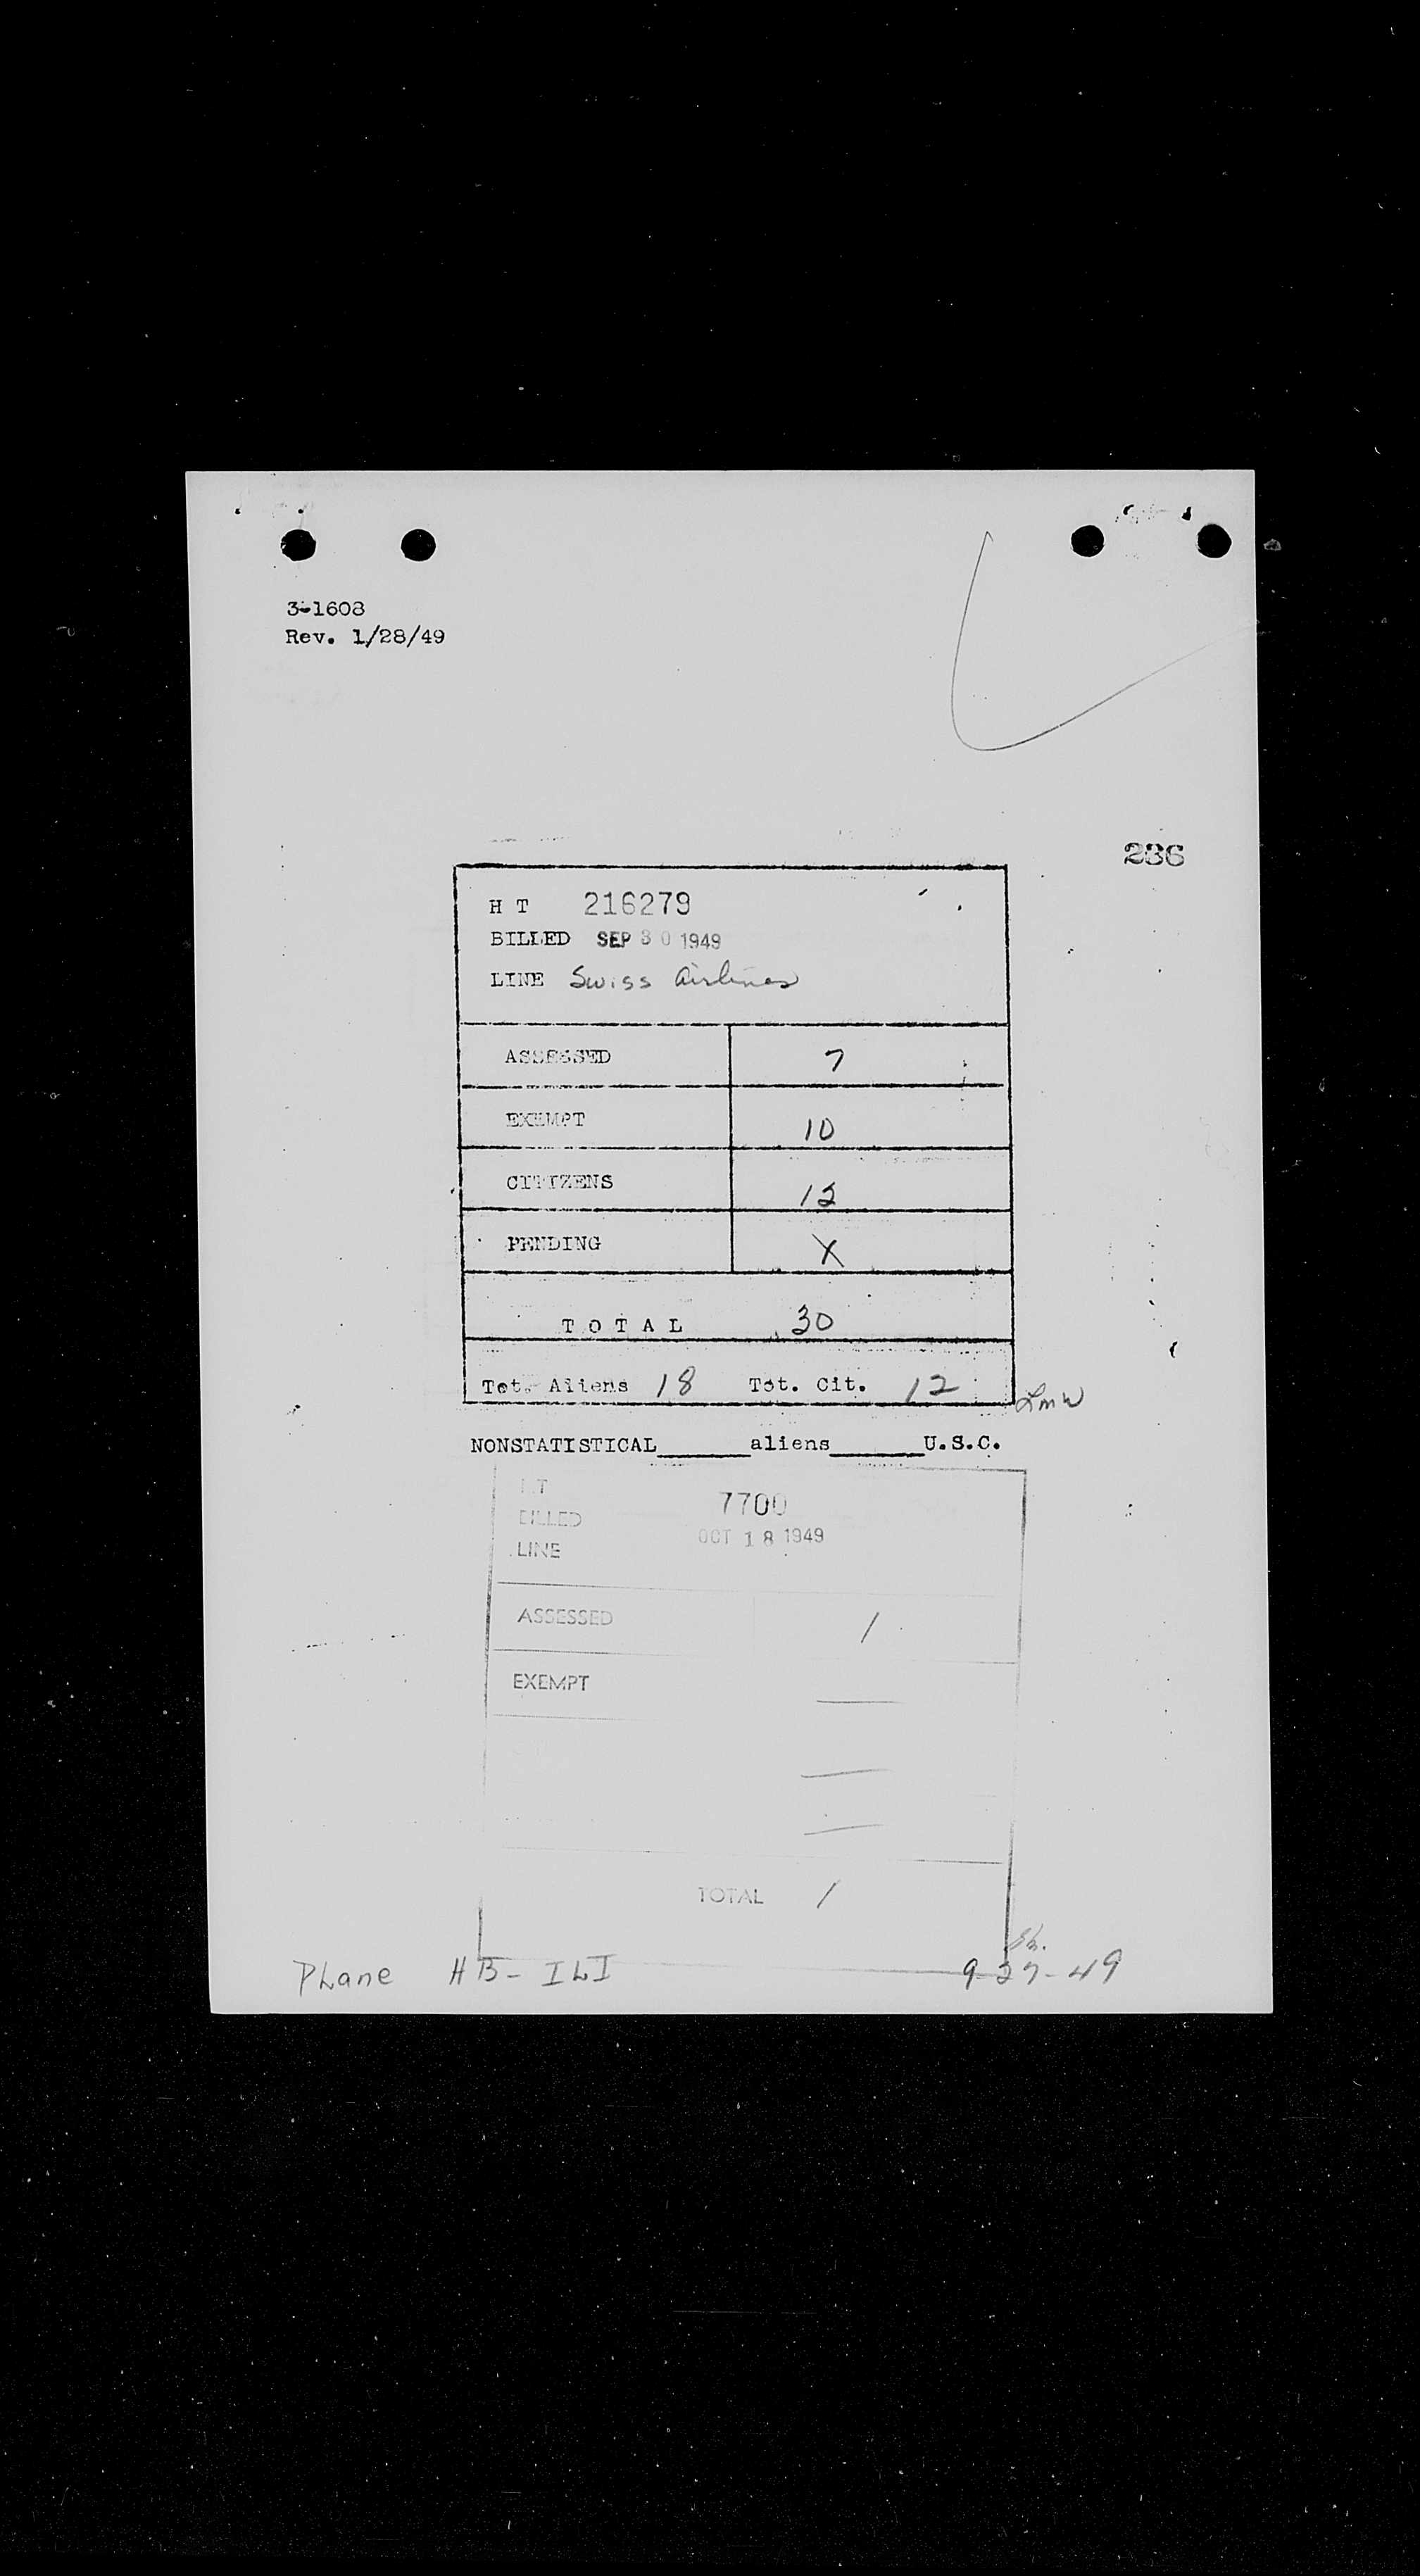 3-1608
Rev. 1/28/49
236
H T 216279
BILLED SEP 30 1949
LINE Swiss Airlines
ASSESSED 7
EXEMPT 10
CITIZENS 12
PENDING X
TOTAL 30
Tot. Aliens 18 Tot. Cit. 12
NONSTATISTICAL______aliens______U.S.C.
HT 7700
BILLED OCT 18 1949
LINE
ASSESSED 1
EXEMPT —
—
—
TOTAL 1
Plane HB-ILI 9-27-49